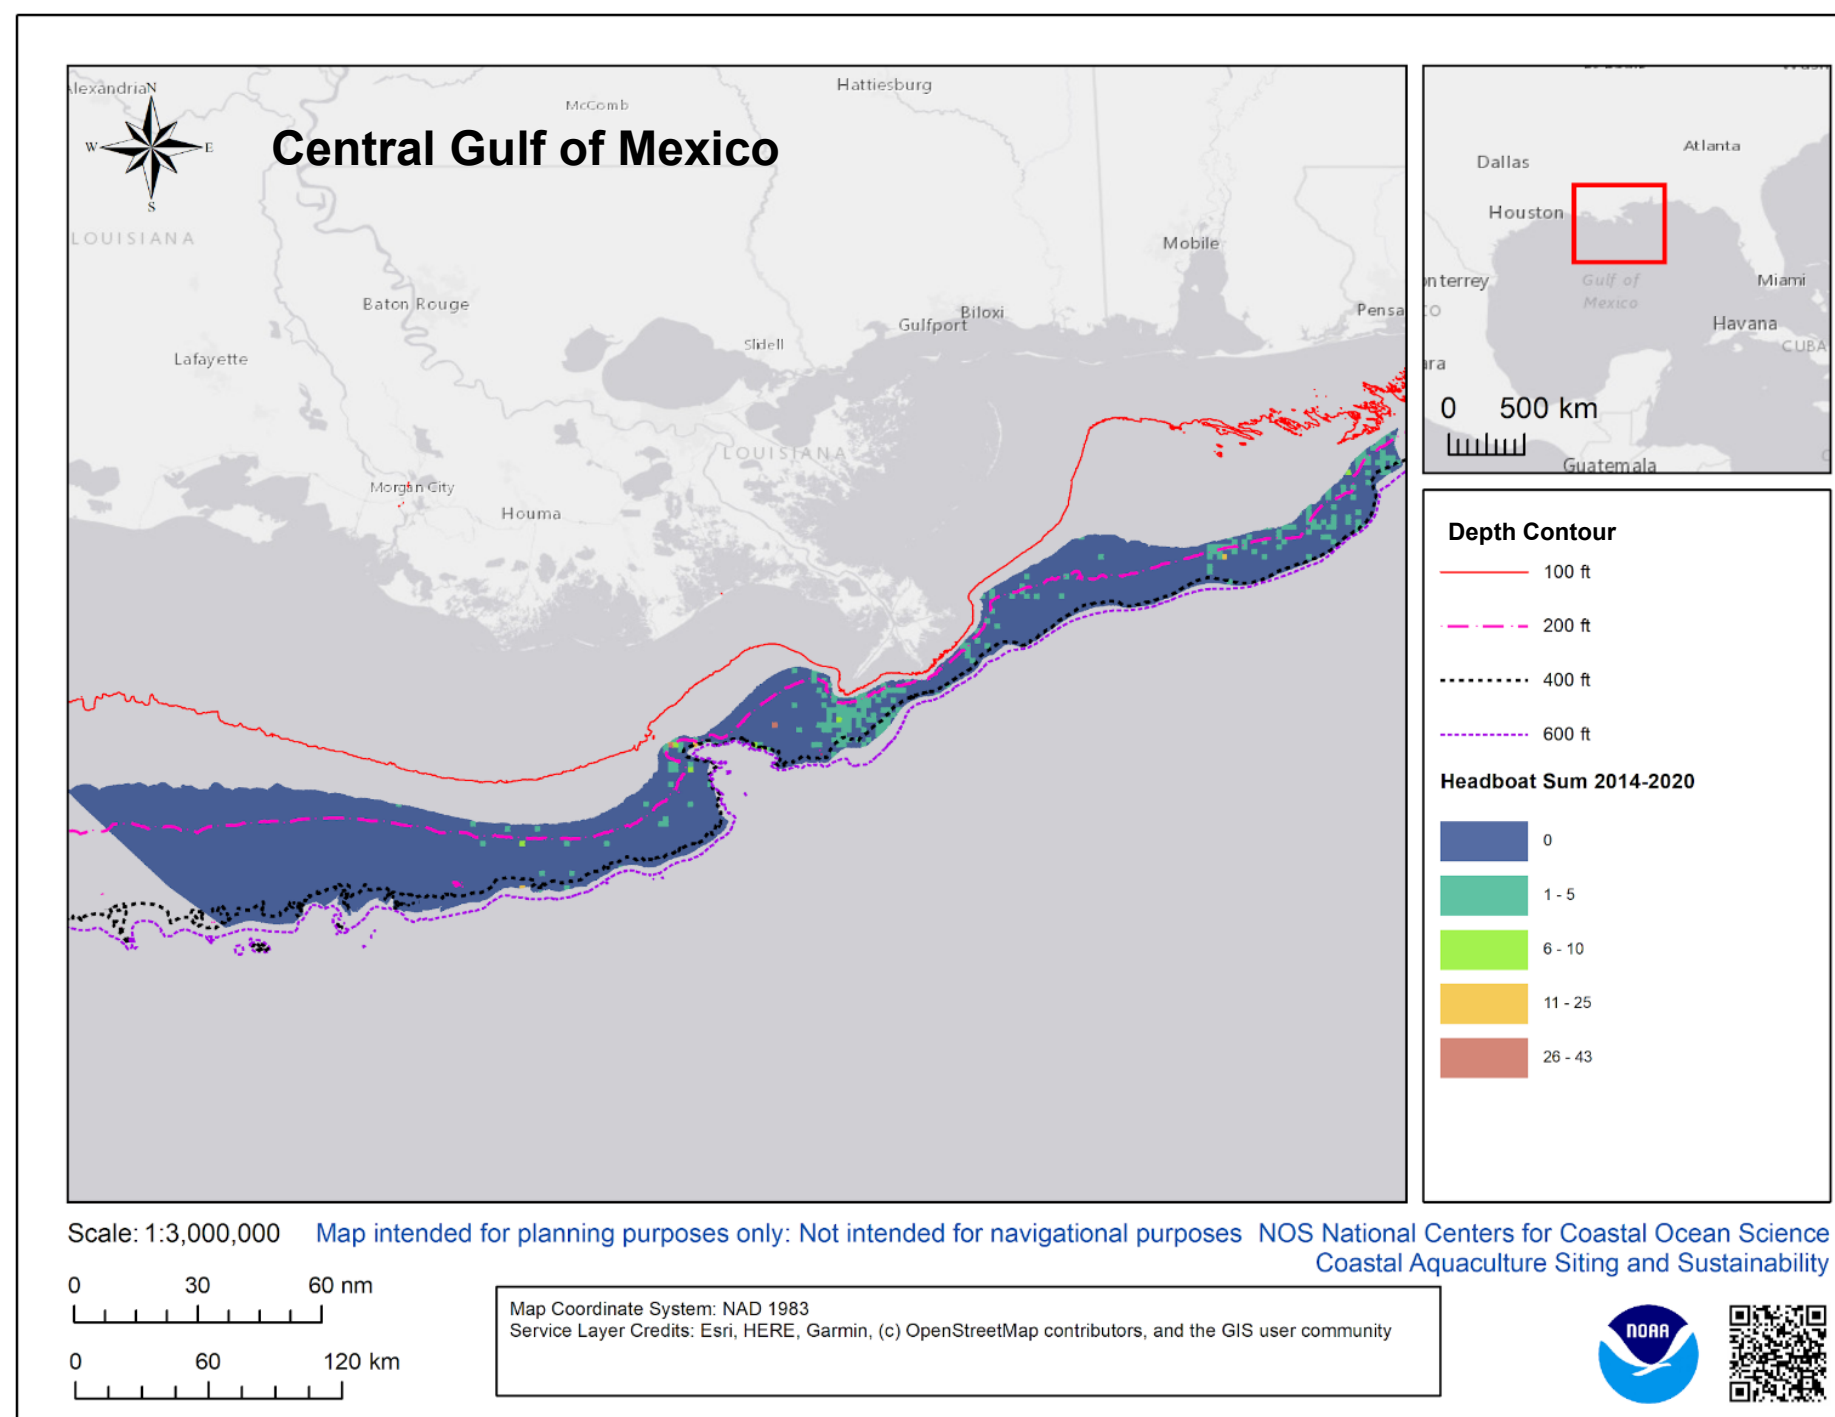 Central Gulf of Mexico
N
W
E
S
McComb
Hattiesburg
LOUISIANA
Mobile
Baton Rouge
Biloxi
Gulfport
Slidell
Lafayette
LOUISIANA
Morgan City
Houma
Atlanta
Dallas
Houston
Gulf of
Mexico
Miami
Havana
CUBA
0 500 km
Guatemala
Depth Contour
100 ft
200 ft
400 ft
600 ft
Headboat Sum 2014-2020
0
1 - 5
6 - 10
11 - 25
26 - 43
Scale: 1:3,000,000
Map intended for planning purposes only: Not intended for navigational purposes
NOS National Centers for Coastal Ocean Science
Coastal Aquaculture Siting and Sustainability
0 30 60 nm
0 60 120 km
Map Coordinate System: NAD 1983
Service Layer Credits: Esri, HERE, Garmin, (c) OpenStreetMap contributors, and the GIS user community
NOAA